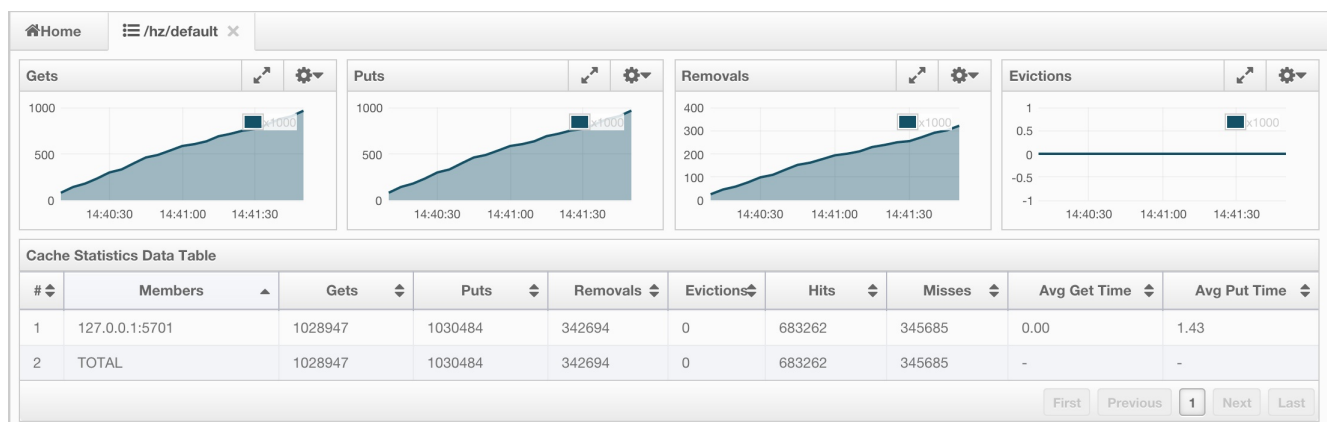 Home /hz/default
Gets Puts Removals Evictions
1000
x1000
500
0
14:40:30 14:41:00 14:41:30
1000
x1000
500
0
14:40:30 14:41:00 14:41:30
400
x1000
300
200
100
0
14:40:30 14:41:00 14:41:30
1
x1000
0.5
0
-0.5
-1
14:40:30 14:41:00 14:41:30
Cache Statistics Data Table
# Members Gets Puts Removals Evictions Hits Misses Avg Get Time Avg Put Time
1 127.0.0.1:5701 1028947 1030484 342694 0 683262 345685 0.00 1.43
2 TOTAL 1028947 1030484 342694 0 683262 345685 - -
First Previous 1 Next Last